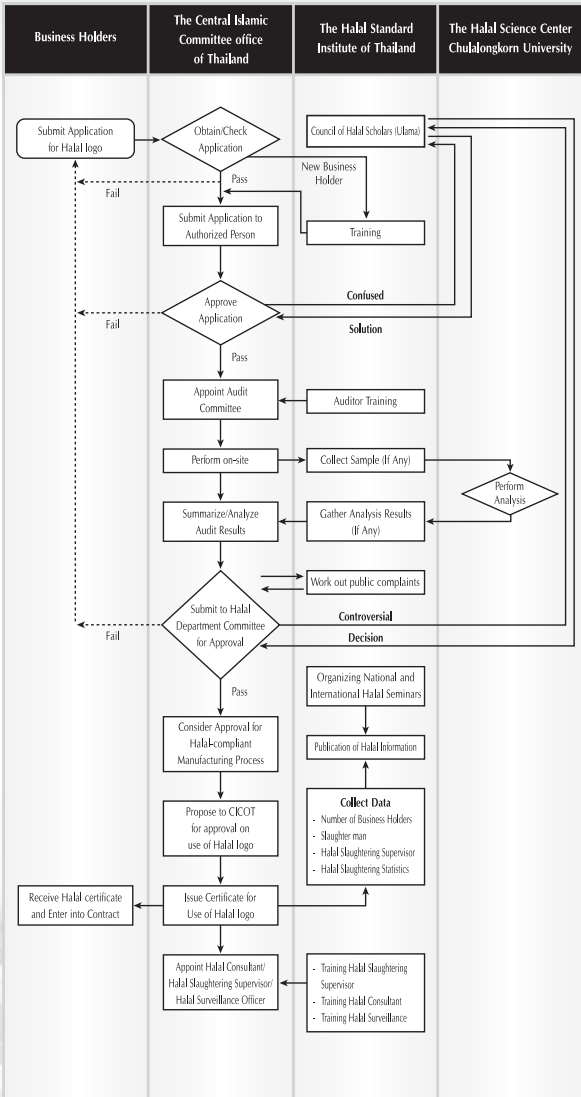 Business Holders
The Central Islamic
Committee office
of Thailand
The Halal Standard
Institute of Thailand
The Halal Science Center
Chulalongkorn University
Submit Application
for Halal logo
Obtain/Check
Application
Council of Halal Scholars (Ulama)
New Business
Holder
Pass
Fail
Submit Application to
Authorized Person
Training
Approve
Application
Confused
Solution
Fail
Pass
Appoint Audit
Committee
Auditor Training
Perform on-site
Collect Sample (If Any)
Perform
Analysis
Summarize/Analyze
Audit Results
Gather Analysis Results
(If Any)
Work out public complaints
Submit to Halal
Department Committee
for Approval
Controversial
Decision
Fail
Pass
Organizing National and
International Halal Seminars
Consider Approval for
Halal-compliant
Manufacturing Process
Publication of Halal Information
Propose to CICOT
for approval on
use of Halal logo
Collect Data
- Number of Business Holders
- Slaughter man
- Halal Slaughtering Supervisor
- Halal Slaughtering Statistics
Receive Halal certificate
and Enter into Contract
Issue Certificate for
Use of Halal logo
Appoint Halal Consultant/
Halal Slaughtering Supervisor/
Halal Surveillance Officer
- Training Halal Slaughtering
Supervisor
- Training Halal Consultant
- Training Halal Surveillance